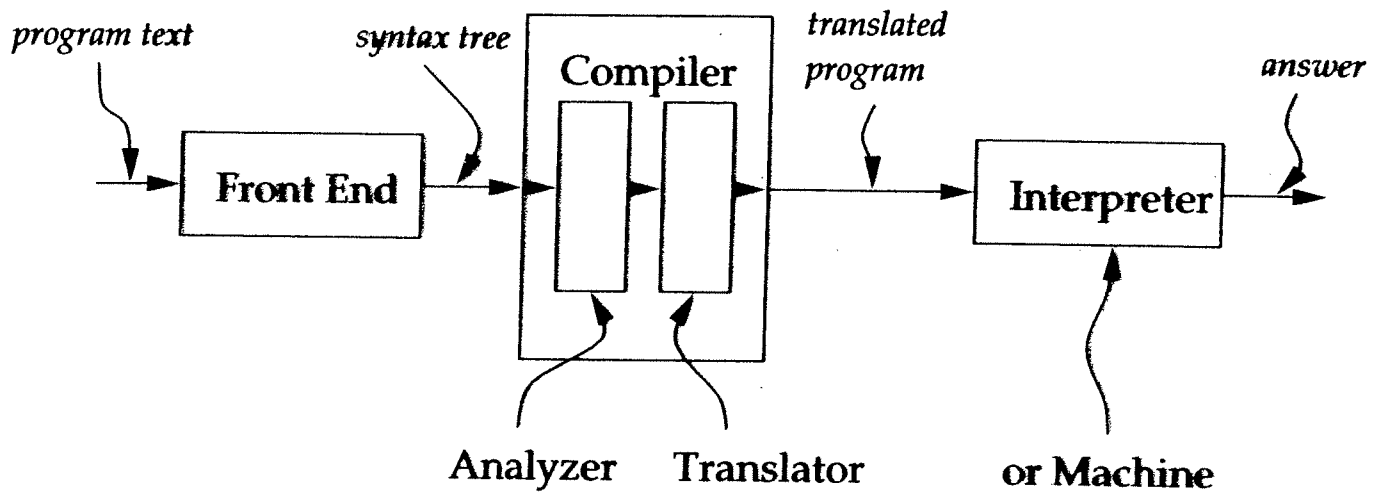 program text
syntax tree
Compiler
translated
program
answer
Front End
Interpreter
Analyzer
Translator
or Machine